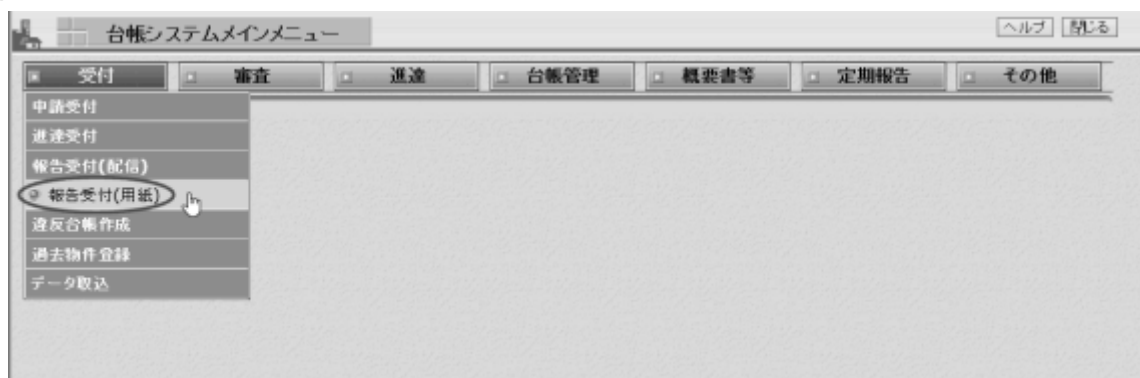 台帳システムメインメニュー
ヘルプ 閉じる
受付 審査 進達 台帳管理 概要書等 定期報告 その他
申請受付
進達受付
報告受付(配信)
報告受付(用紙)
違反台帳作成
過去物件登録
データ取込